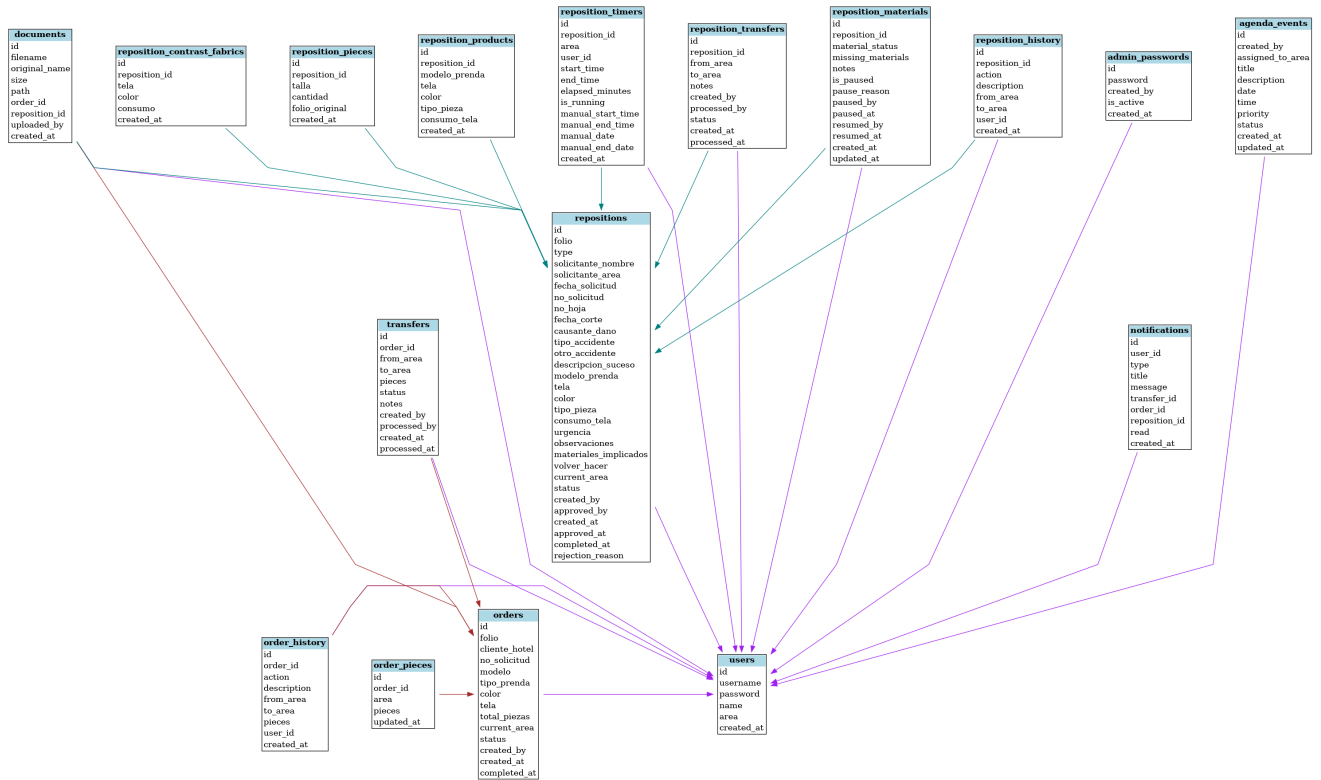 documents
id
filename
original_name
size
path
order_id
reposition_id
uploaded_by
created_at
reposition_contrast_fabrics
id
reposition_id
tela
color
consumo
created_at
reposition_pieces
id
reposition_id
talla
cantidad
folio_original
created_at
reposition_products
id
reposition_id
modelo_prenda
tela
color
tipo_pieza
consumo_tela
created_at
reposition_timers
id
reposition_id
area
user_id
start_time
end_time
elapsed_minutes
is_running
manual_start_time
manual_end_time
manual_date
manual_end_date
created_at
reposition_transfers
id
reposition_id
from_area
to_area
notes
created_by
processed_by
status
created_at
processed_at
reposition_materials
id
reposition_id
material_status
missing_materials
notes
is_paused
pause_reason
paused_by
paused_at
resumed_by
resumed_at
created_at
updated_at
reposition_history
id
reposition_id
action
description
from_area
to_area
user_id
created_at
admin_passwords
id
password
created_by
is_active
created_at
agenda_events
id
created_by
assigned_to_area
title
description
date
time
priority
status
created_at
updated_at
repositions
id
folio
type
solicitante_nombre
solicitante_area
fecha_solicitud
no_solicitud
no_hoja
fecha_corte
causante_dano
tipo_accidente
otro_accidente
descripcion_suceso
modelo_prenda
tela
color
tipo_pieza
consumo_tela
urgencia
observaciones
materiales_implicados
volver_hacer
current_area
status
created_by
approved_by
created_at
approved_at
completed_at
rejection_reason
transfers
id
order_id
from_area
to_area
pieces
status
notes
created_by
processed_by
created_at
processed_at
notifications
id
user_id
type
title
message
transfer_id
order_id
reposition_id
read
created_at
order_history
id
order_id
action
description
from_area
to_area
pieces
user_id
created_at
order_pieces
id
order_id
area
pieces
updated_at
orders
id
folio
cliente_hotel
no_solicitud
modelo
tipo_prenda
color
tela
total_piezas
current_area
status
created_by
created_at
completed_at
users
id
username
password
name
area
created_at